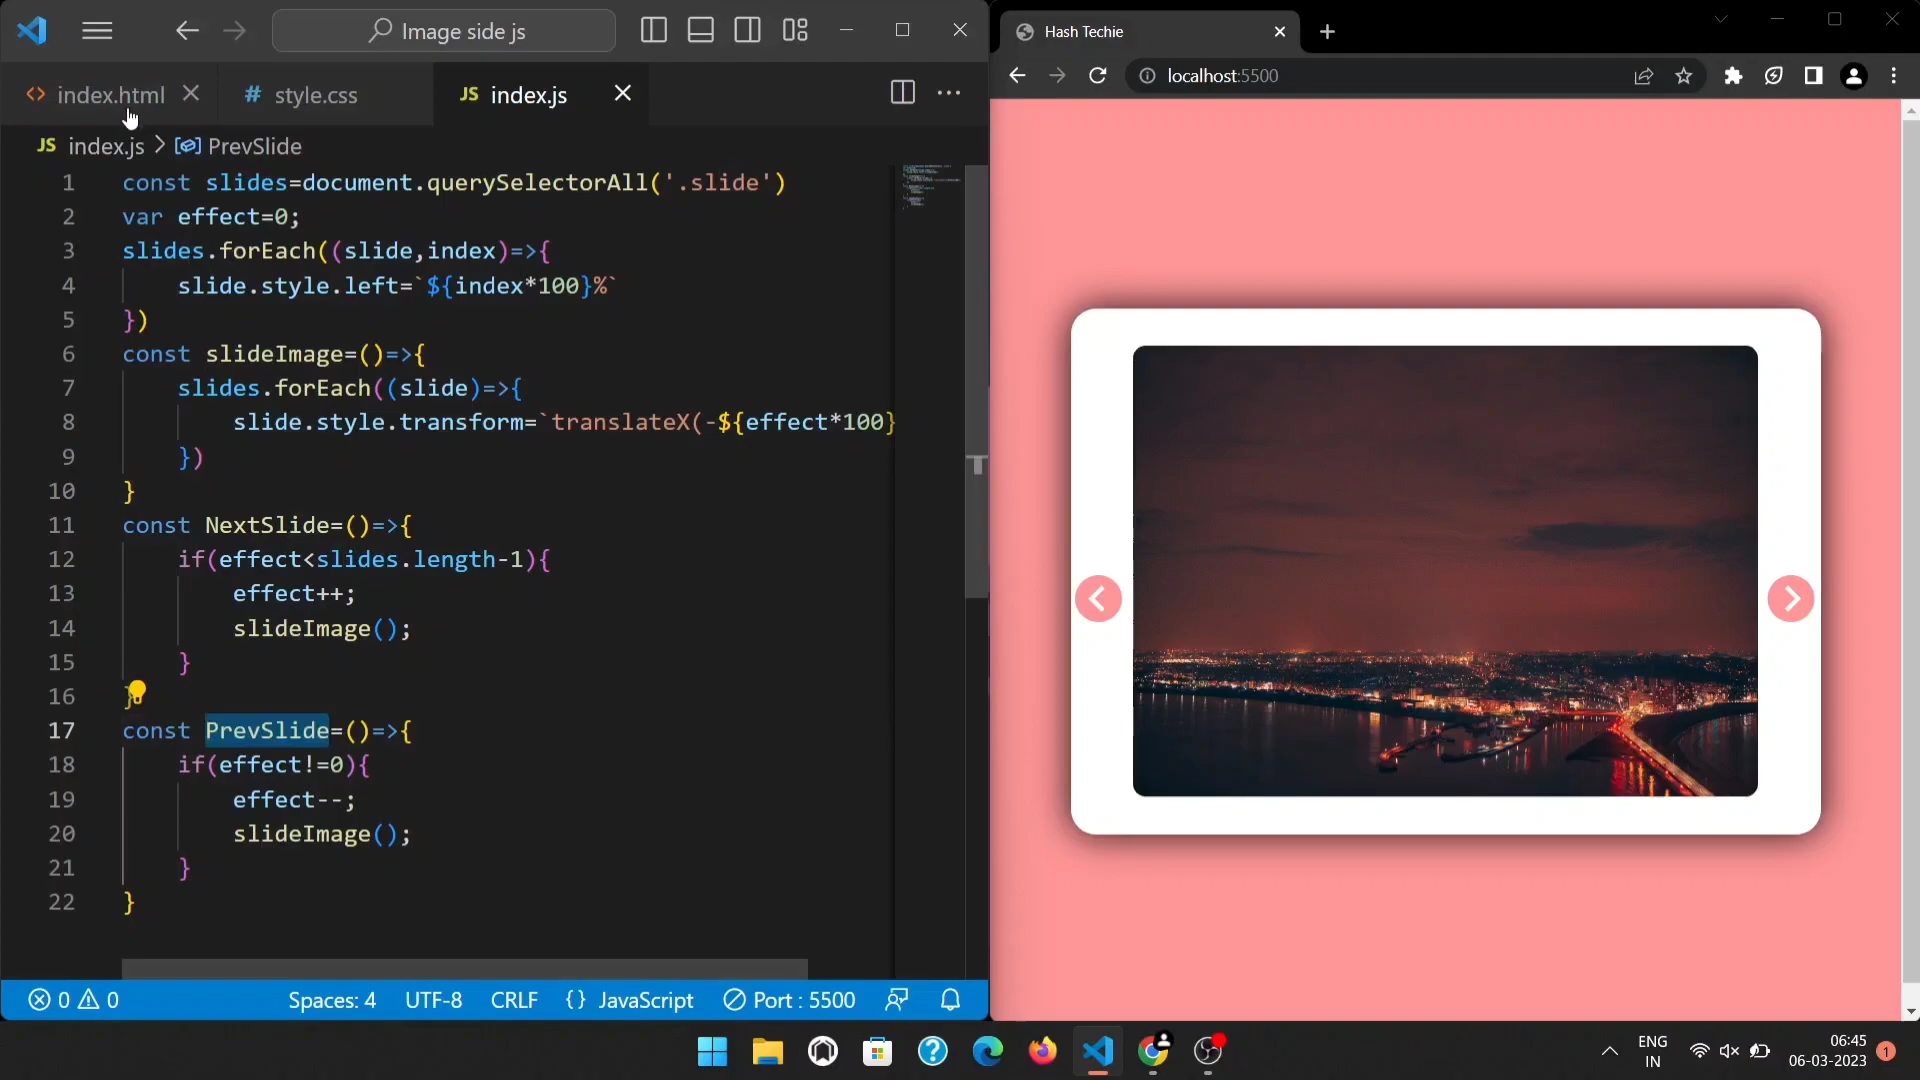 Image side js
Hash Techie
localhost:5500
index.html
# style.css
JS index.js
JS index.js > PrevSlide
1 const slides=document.querySelectorAll('.slide')
2 var effect=0;
3 slides.forEach((slide,index)=>{
4 slide.style.left=`${index*100}%`
5 })
6 const slideImage=()=>{
7 slides.forEach((slide)=>{
8 slide.style.transform=`translateX(-${effect*100}
9 })
10 }
11 const NextSlide=()=>{
12 if(effect<slides.length-1){
13 effect++;
14 slideImage();
15 }
16 }
17 const PrevSlide=()=>{
18 if(effect!=0){
19 effect--;
20 slideImage();
21 }
22 }
0 0 Spaces: 4 UTF-8 CRLF {} JavaScript Port : 5500
ENG
IN
06:45
06-03-2023
1